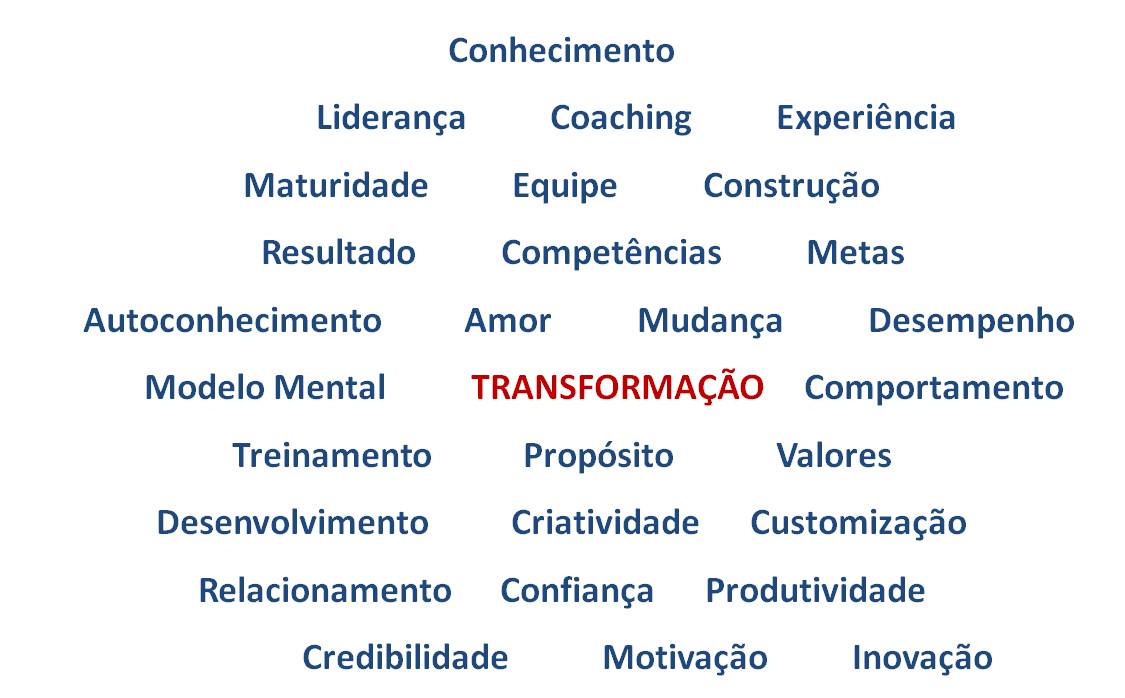 Conhecimento
Liderança Coaching Experiência
Maturidade Equipe Construção
Resultado Competências Metas
Autoconhecimento Amor Mudança Desempenho
Modelo Mental TRANSFORMAÇÃO Comportamento
Treinamento Propósito Valores
Desenvolvimento Criatividade Customização
Relacionamento Confiança Produtividade
Credibilidade Motivação Inovação